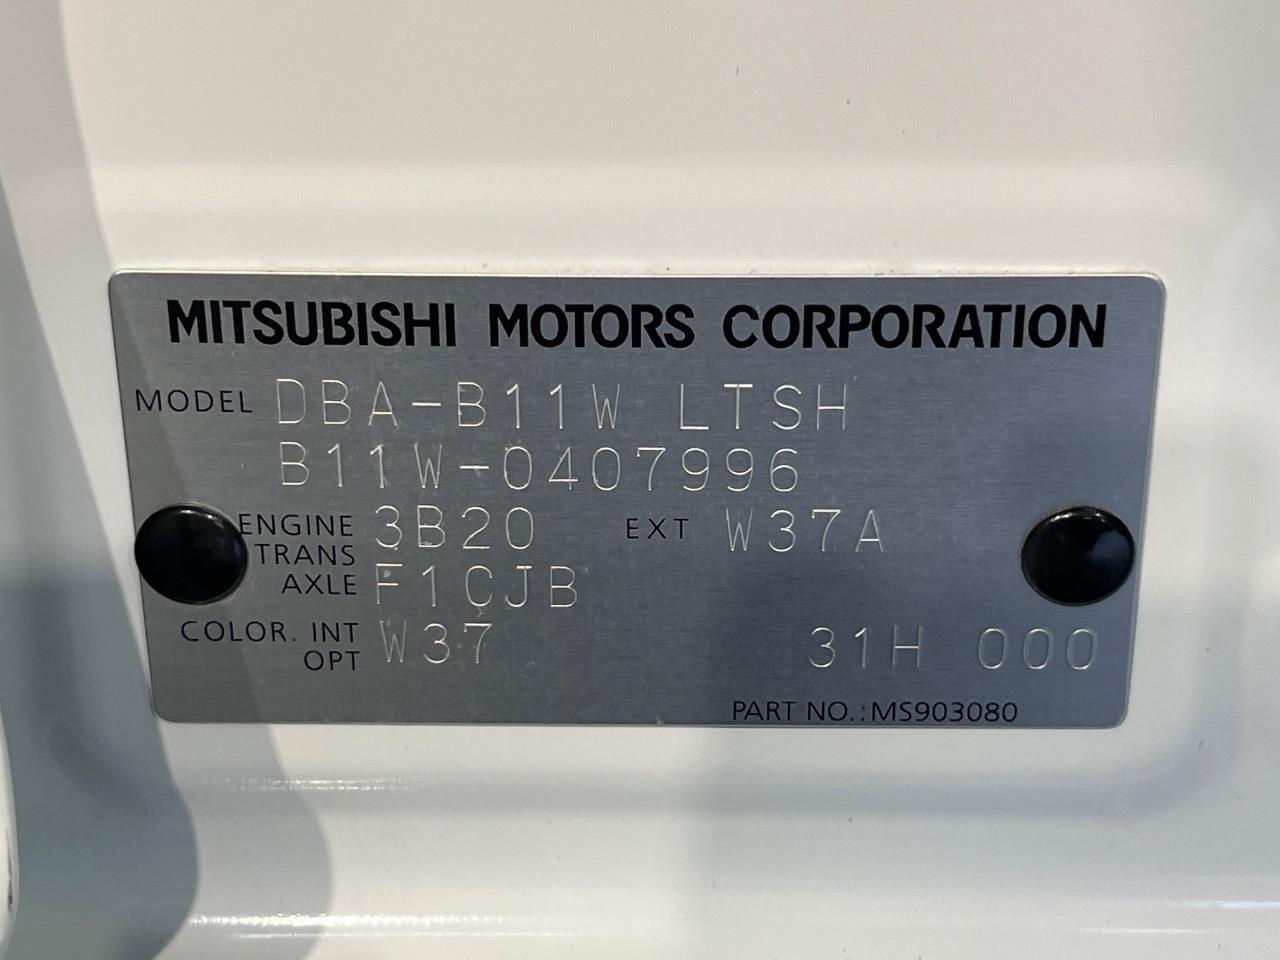 MITSUBISHI MOTORS CORPORATION
MODEL DBA-B11W LTSH
B11W-0407996
ENGINE 3B20 EXT W37A
TRANS
AXLE F1CJB
COLOR. INT W37 31H 000
OPT
PART NO.:MS903080